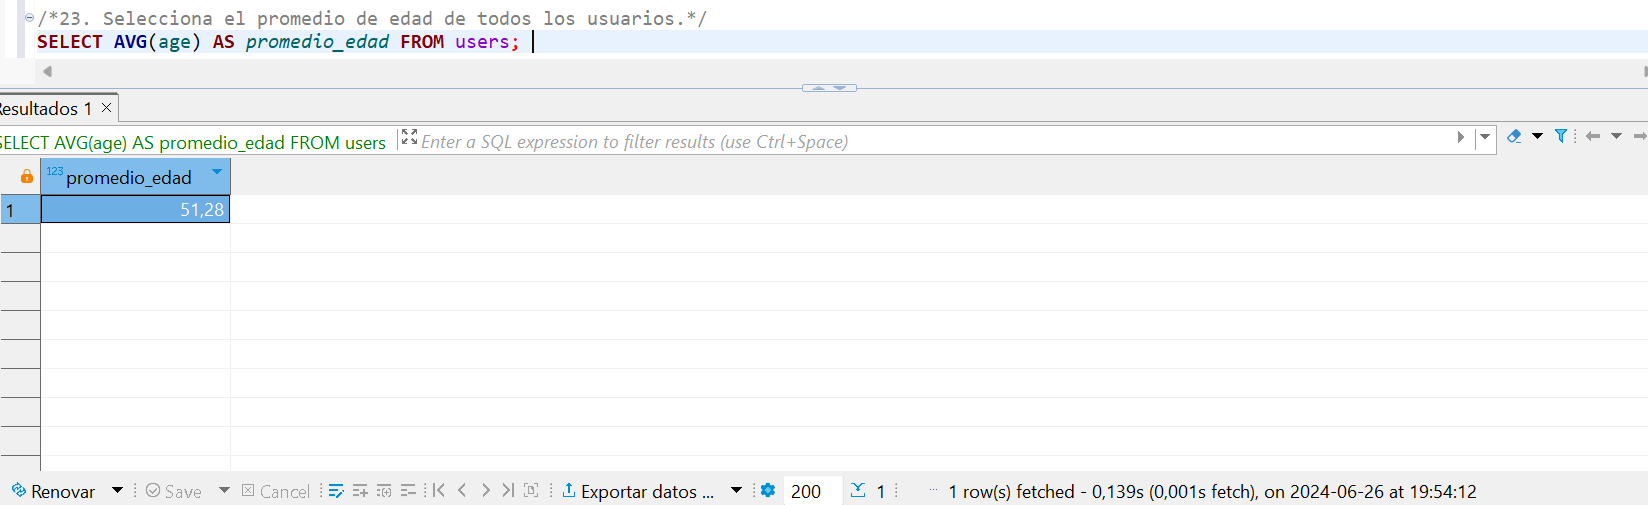 /*23. Selecciona el promedio de edad de todos los usuarios.*/
SELECT AVG(age) AS promedio_edad FROM users;
Resultados 1
SELECT AVG(age) AS promedio_edad FROM users Enter a SQL expression to filter results (use Ctrl+Space)
123 promedio_edad
1 51,28
Renovar Save Cancel Exportar datos ... 200 1 ... 1 row(s) fetched - 0,139s (0,001s fetch), on 2024-06-26 at 19:54:12